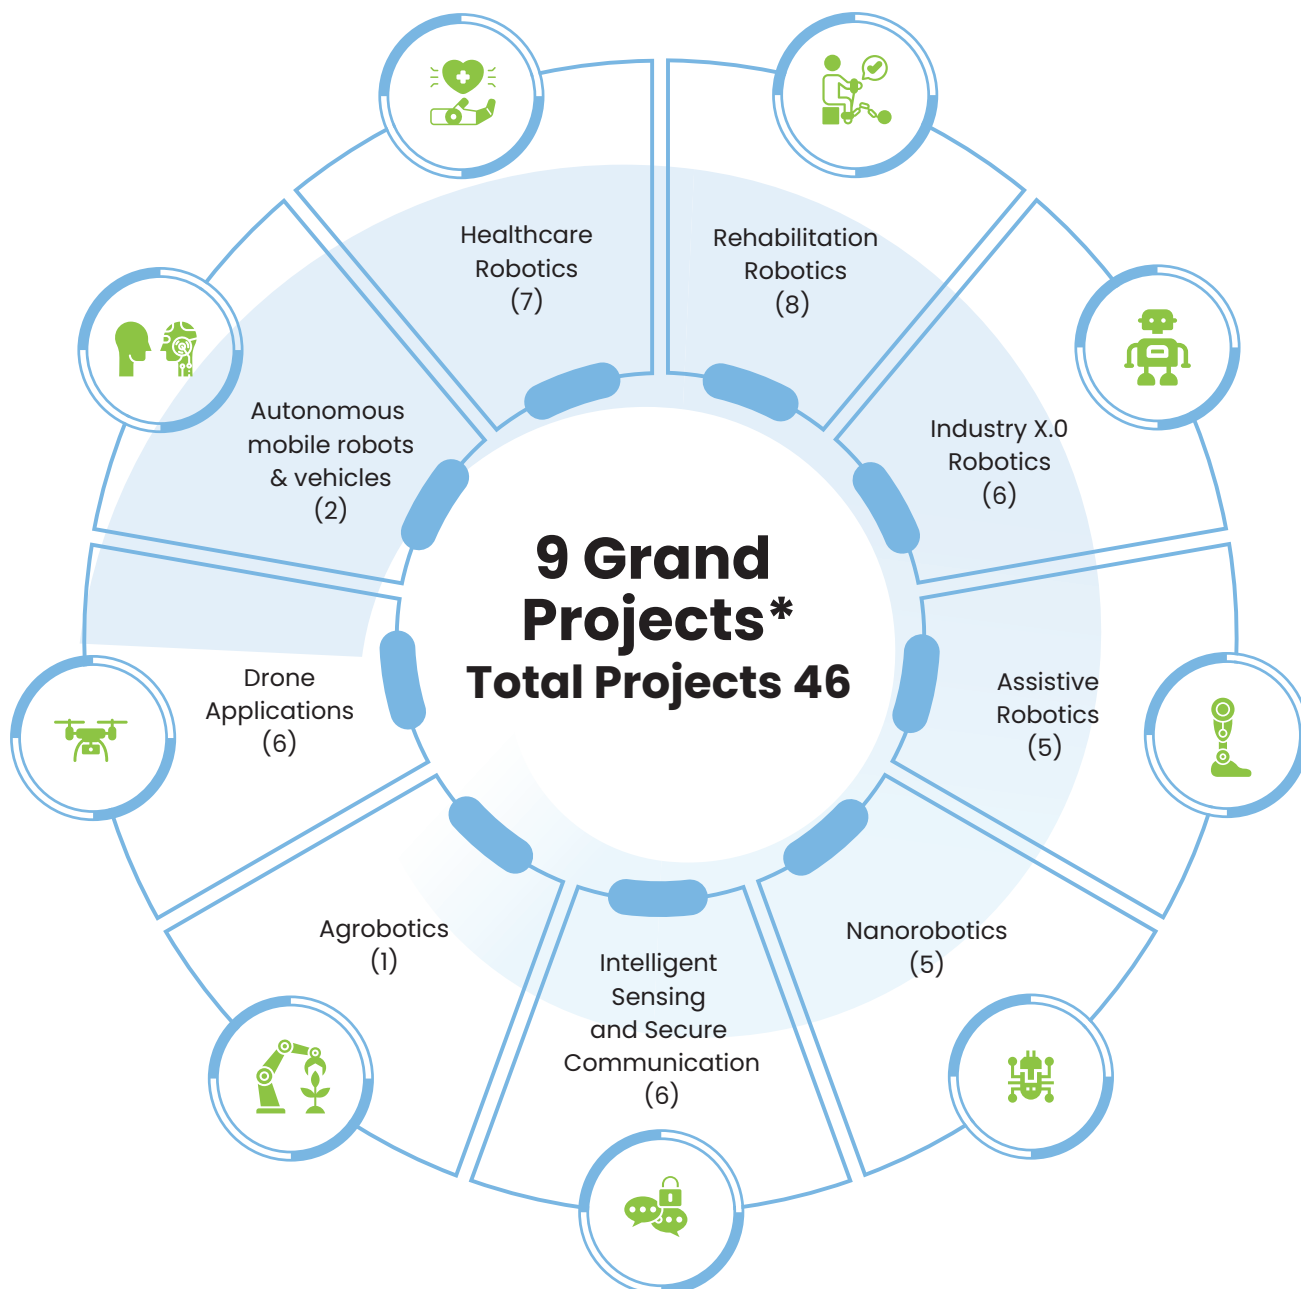 Healthcare
Robotics
(7)
Rehabilitation
Robotics
(8)
Industry X.0
Robotics
(6)
Assistive
Robotics
(5)
Nanorobotics
(5)
Intelligent
Sensing
and Secure
Communication
(6)
Agrobotics
(1)
Drone
Applications
(6)
Autonomous
mobile robots
& vehicles
(2)
9 Grand
Projects*
Total Projects 46